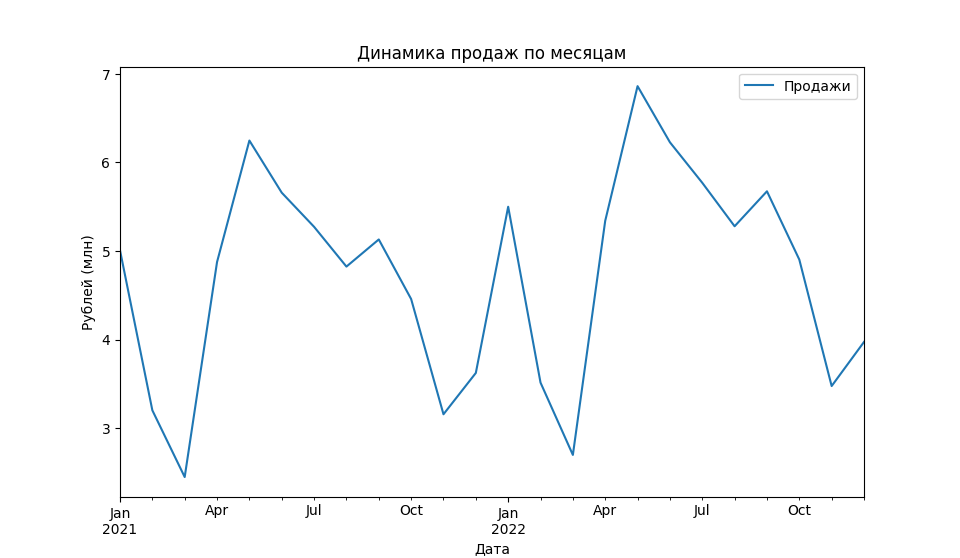 Динамика продаж по месяцам
Продажи
Рублей (млн)
7
6
5
4
3
Jan Apr Jul Oct Jan Apr Jul Oct
2021 2022
Дата